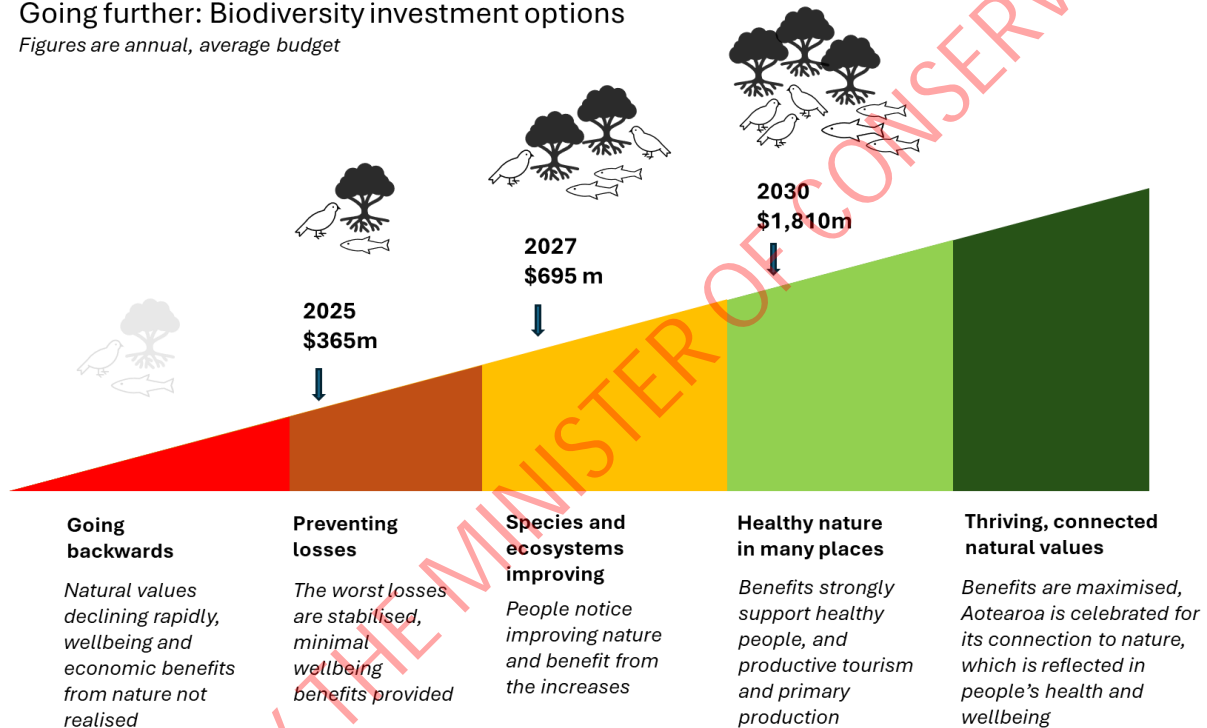 Going further: Biodiversity investment options
Figures are annual, average budget
2025
$365m
2027
$695 m
2030
$1,810m
Going
backwards
Natural values
declining rapidly,
wellbeing and
economic benefits
from nature not
realised
Preventing
losses
The worst losses
are stabilised,
minimal
wellbeing
benefits provided
Species and
ecosystems
improving
People notice
improving nature
and benefit from
the increases
Healthy nature
in many places
Benefits strongly
support healthy
people, and
productive tourism
and primary
production
Thriving, connected
natural values
Benefits are maximised,
Aotearoa is celebrated for
its connection to nature,
which is reflected in
people's health and
wellbeing
THE MINISTER OF